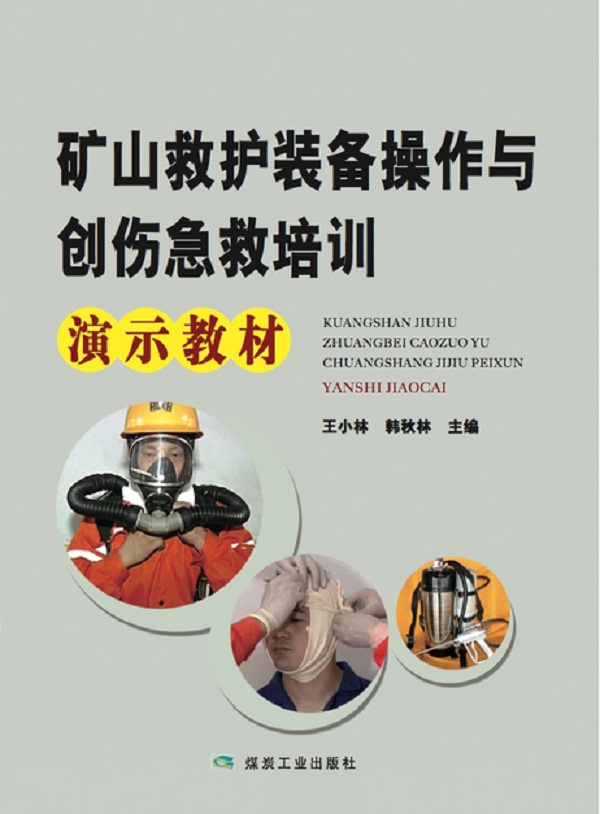 矿山救护装备操作与
创伤急救培训
演示教材
KUANGSHAN JIUHU
ZHUANGBEI CAOZUO YU
CHUANGSHANG JIJIU PEIXUN
YANSHI JIAOCAI
王小林 韩秋林 主编
煤炭工业出版社